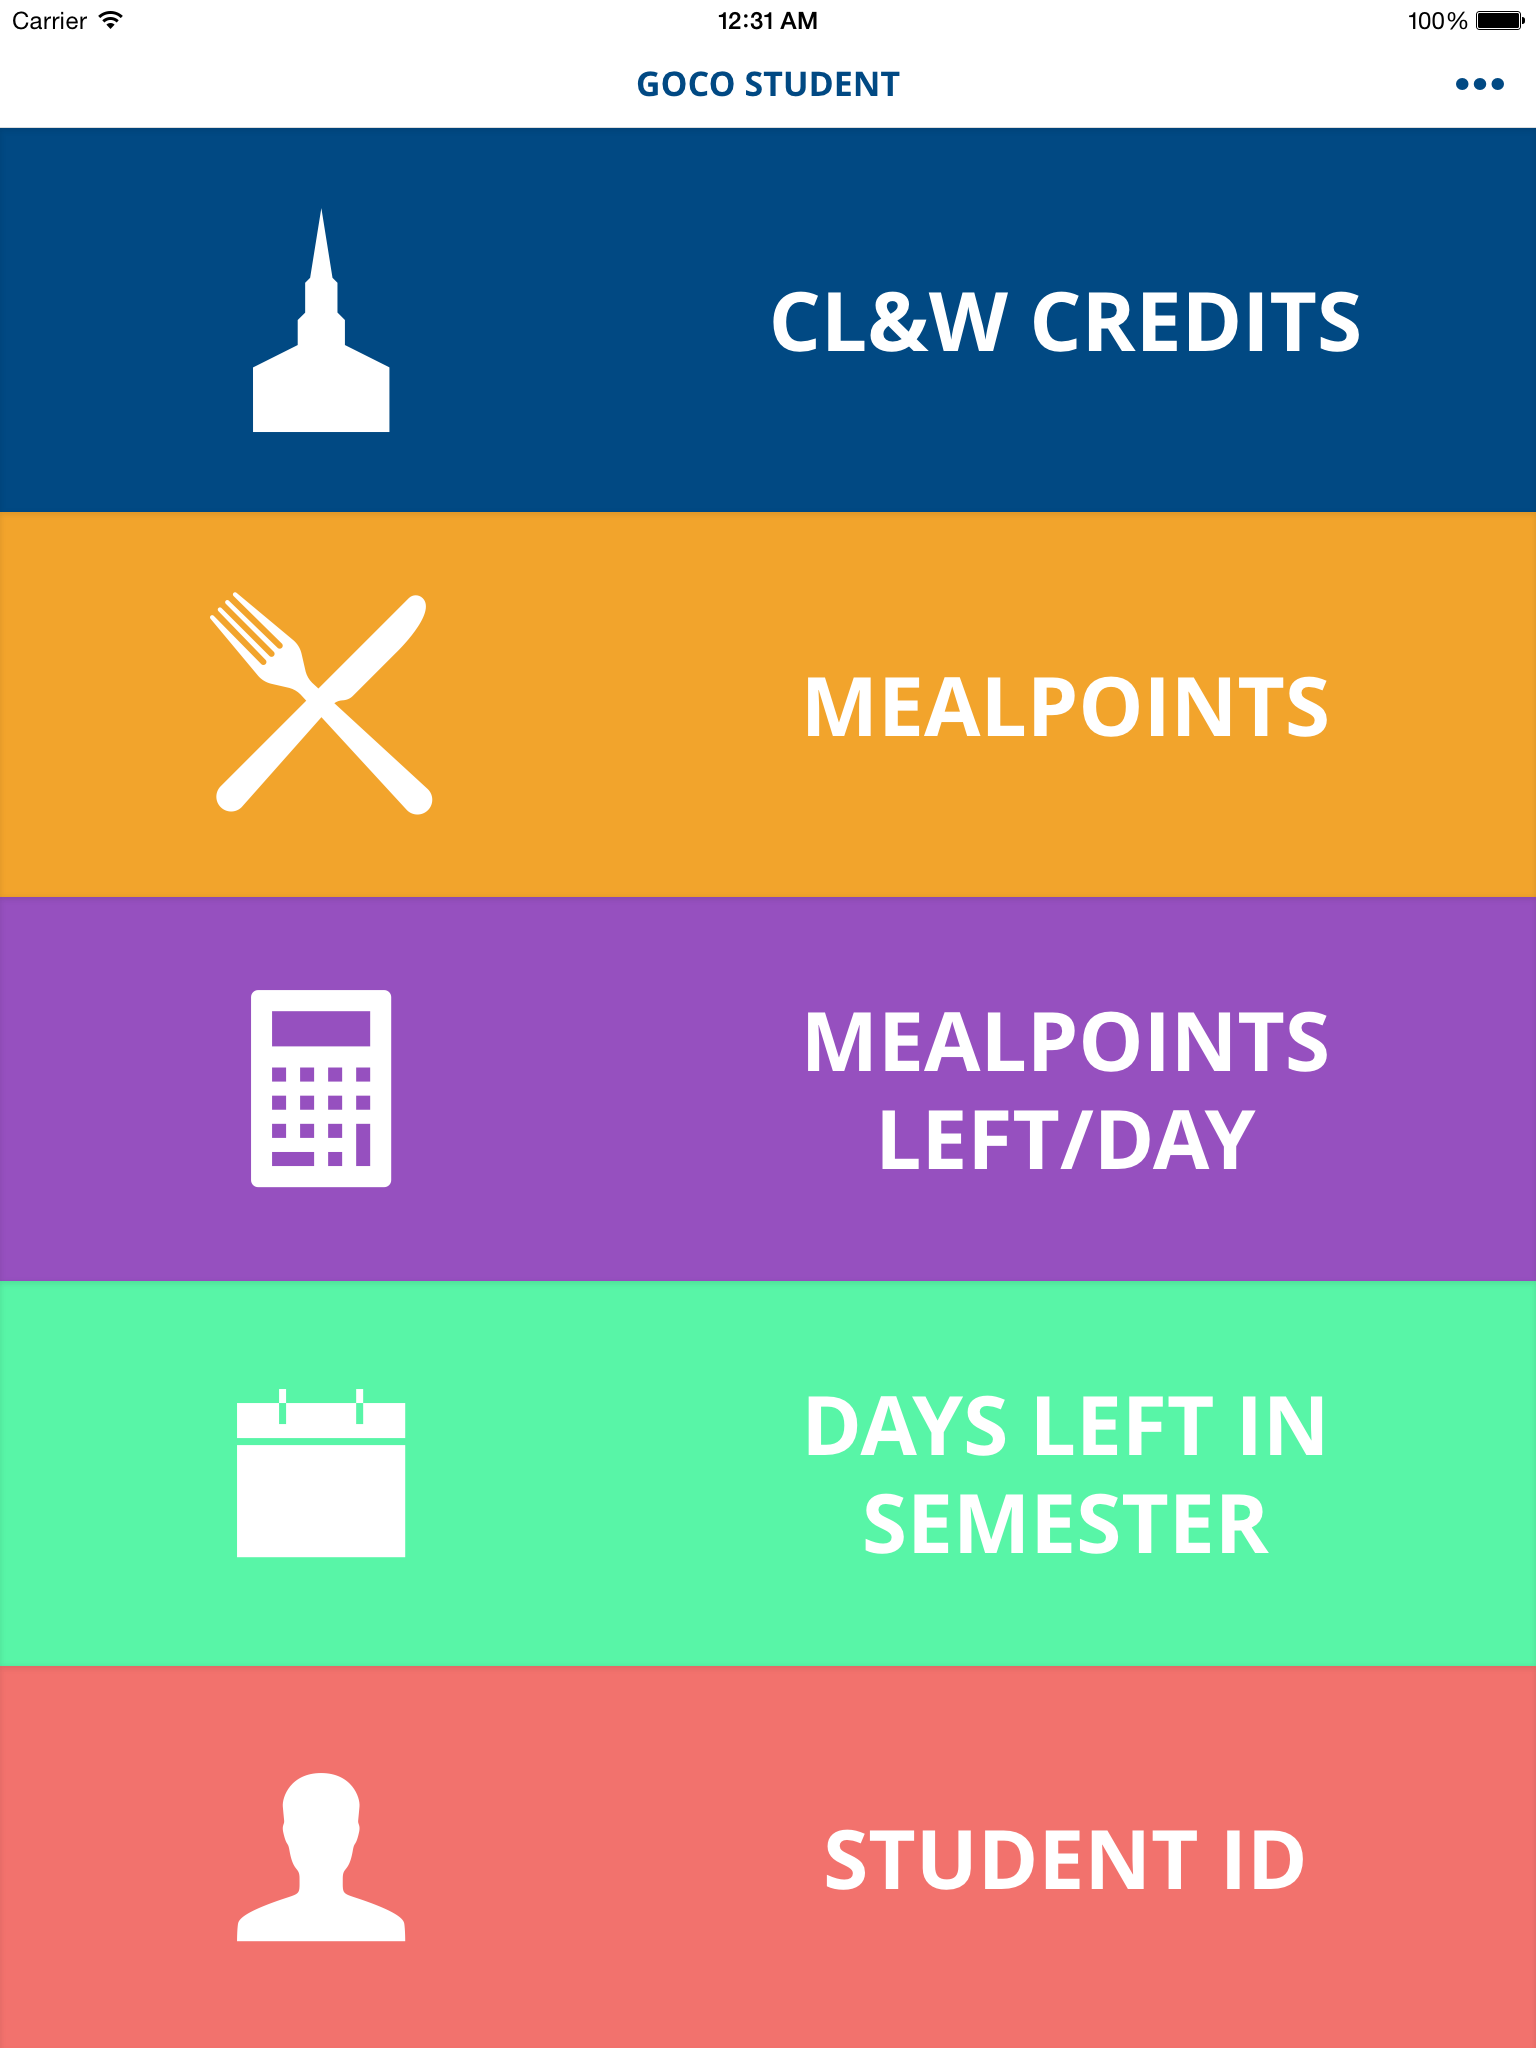 Carrier 12:31 AM 100%
GOCO STUDENT
CL&W CREDITS
MEALPOINTS
MEALPOINTS
LEFT/DAY
DAYS LEFT IN
SEMESTER
STUDENT ID